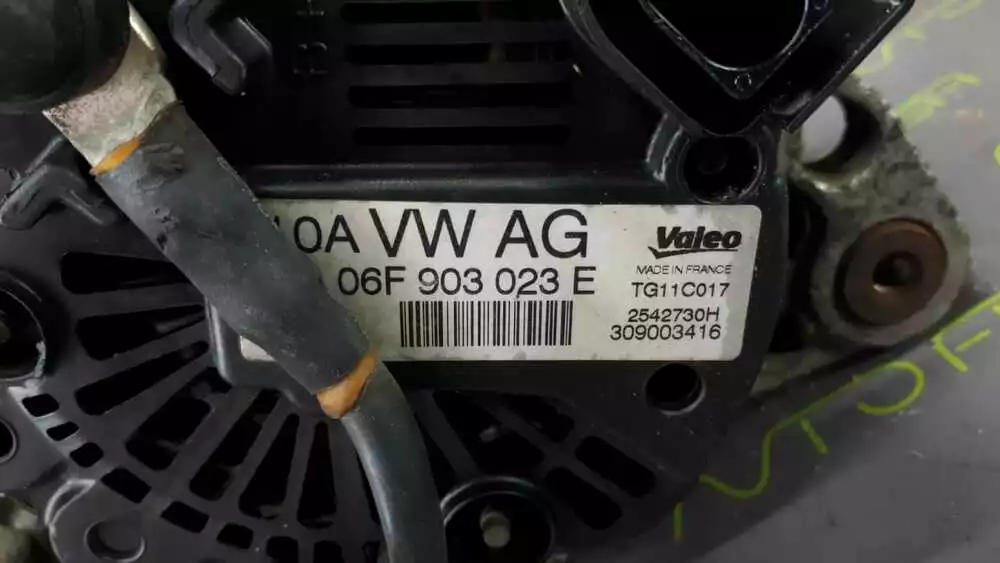 0A VW AG
06F 903 023 E
Valeo
MADE IN FRANCE
TG11C017
2542730H
309003416